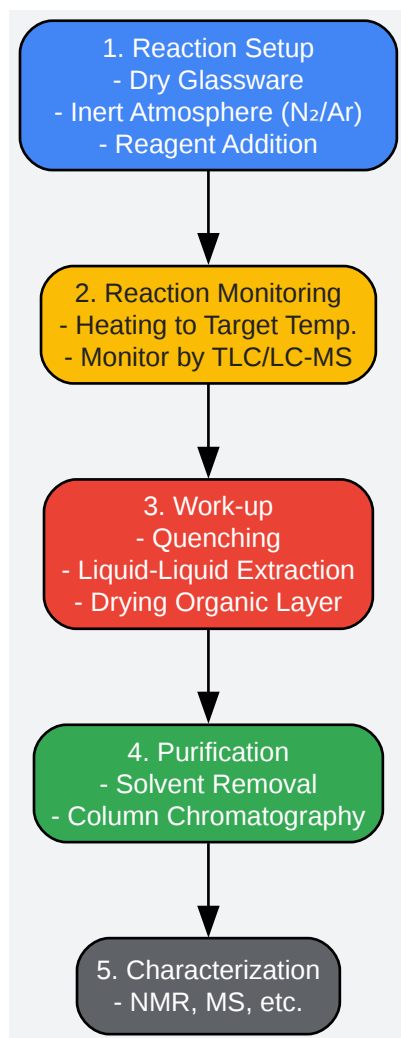 1. Reaction Setup
- Dry Glassware
- Inert Atmosphere (N₂/Ar)
- Reagent Addition
2. Reaction Monitoring
- Heating to Target Temp.
- Monitor by TLC/LC-MS
3. Work-up
- Quenching
- Liquid-Liquid Extraction
- Drying Organic Layer
4. Purification
- Solvent Removal
- Column Chromatography
5. Characterization
- NMR, MS, etc.